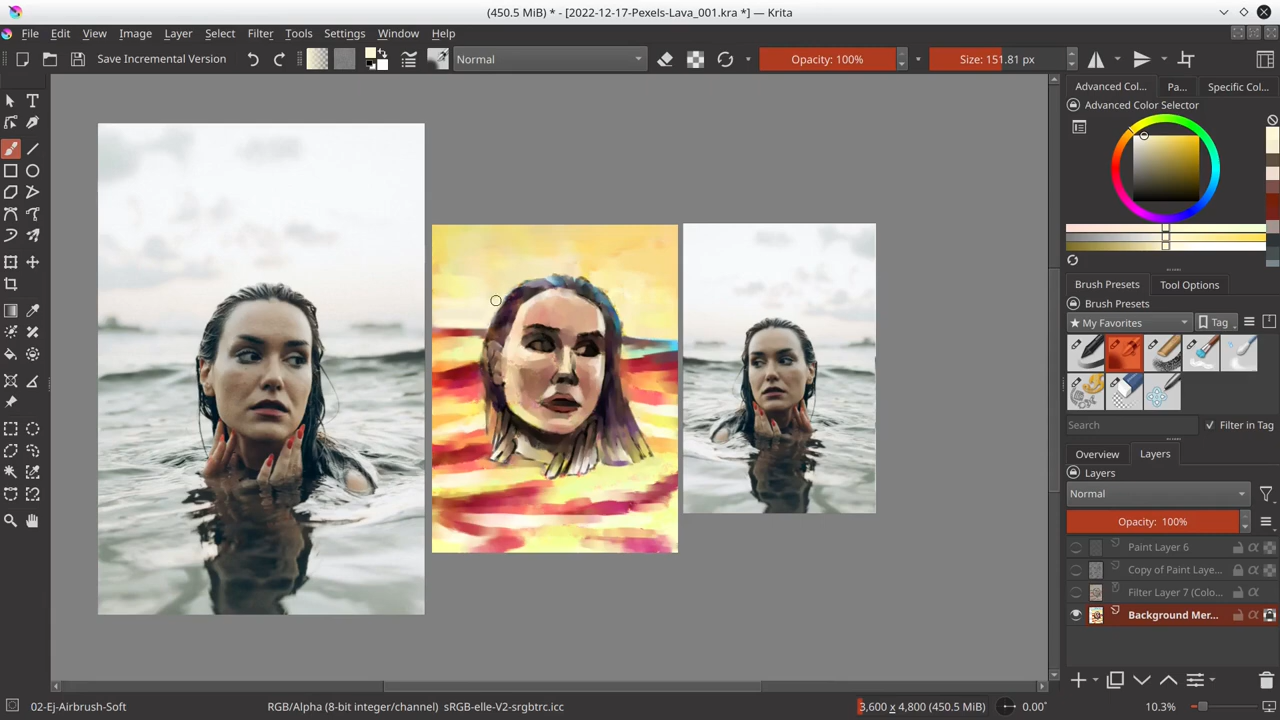 (450.5 MiB) * - [2022-12-17-Pexels-Lava_001.kra *] — Krita
File Edit View Image Layer Select Filter Tools Settings Window Help
Save Incremental Version
Normal
Opacity: 100%
Size: 151.81 px
Advanced Col...
Pa...
Specific Col...
Advanced Color Selector
Brush Presets
Tool Options
Brush Presets
★ My Favorites
Tag
Search
Filter in Tag
Overview
Layers
Layers
Normal
Opacity: 100%
Paint Layer 6
Copy of Paint Laye...
Filter Layer 7 (Colo...
Background Mer...
02-Ej-Airbrush-Soft
RGB/Alpha (8-bit integer/channel) sRGB-elle-V2-srgbtrc.icc
3,600 x 4,800 (450.5 MiB)
0.00°
10.3%